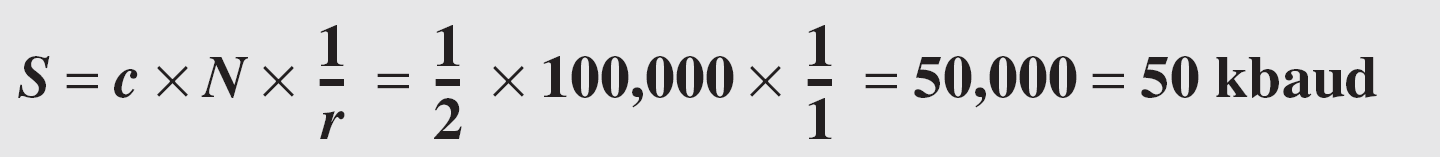 S = c × N × 1/r = 1/2 × 100,000 × 1/1 = 50,000 = 50 kbaud